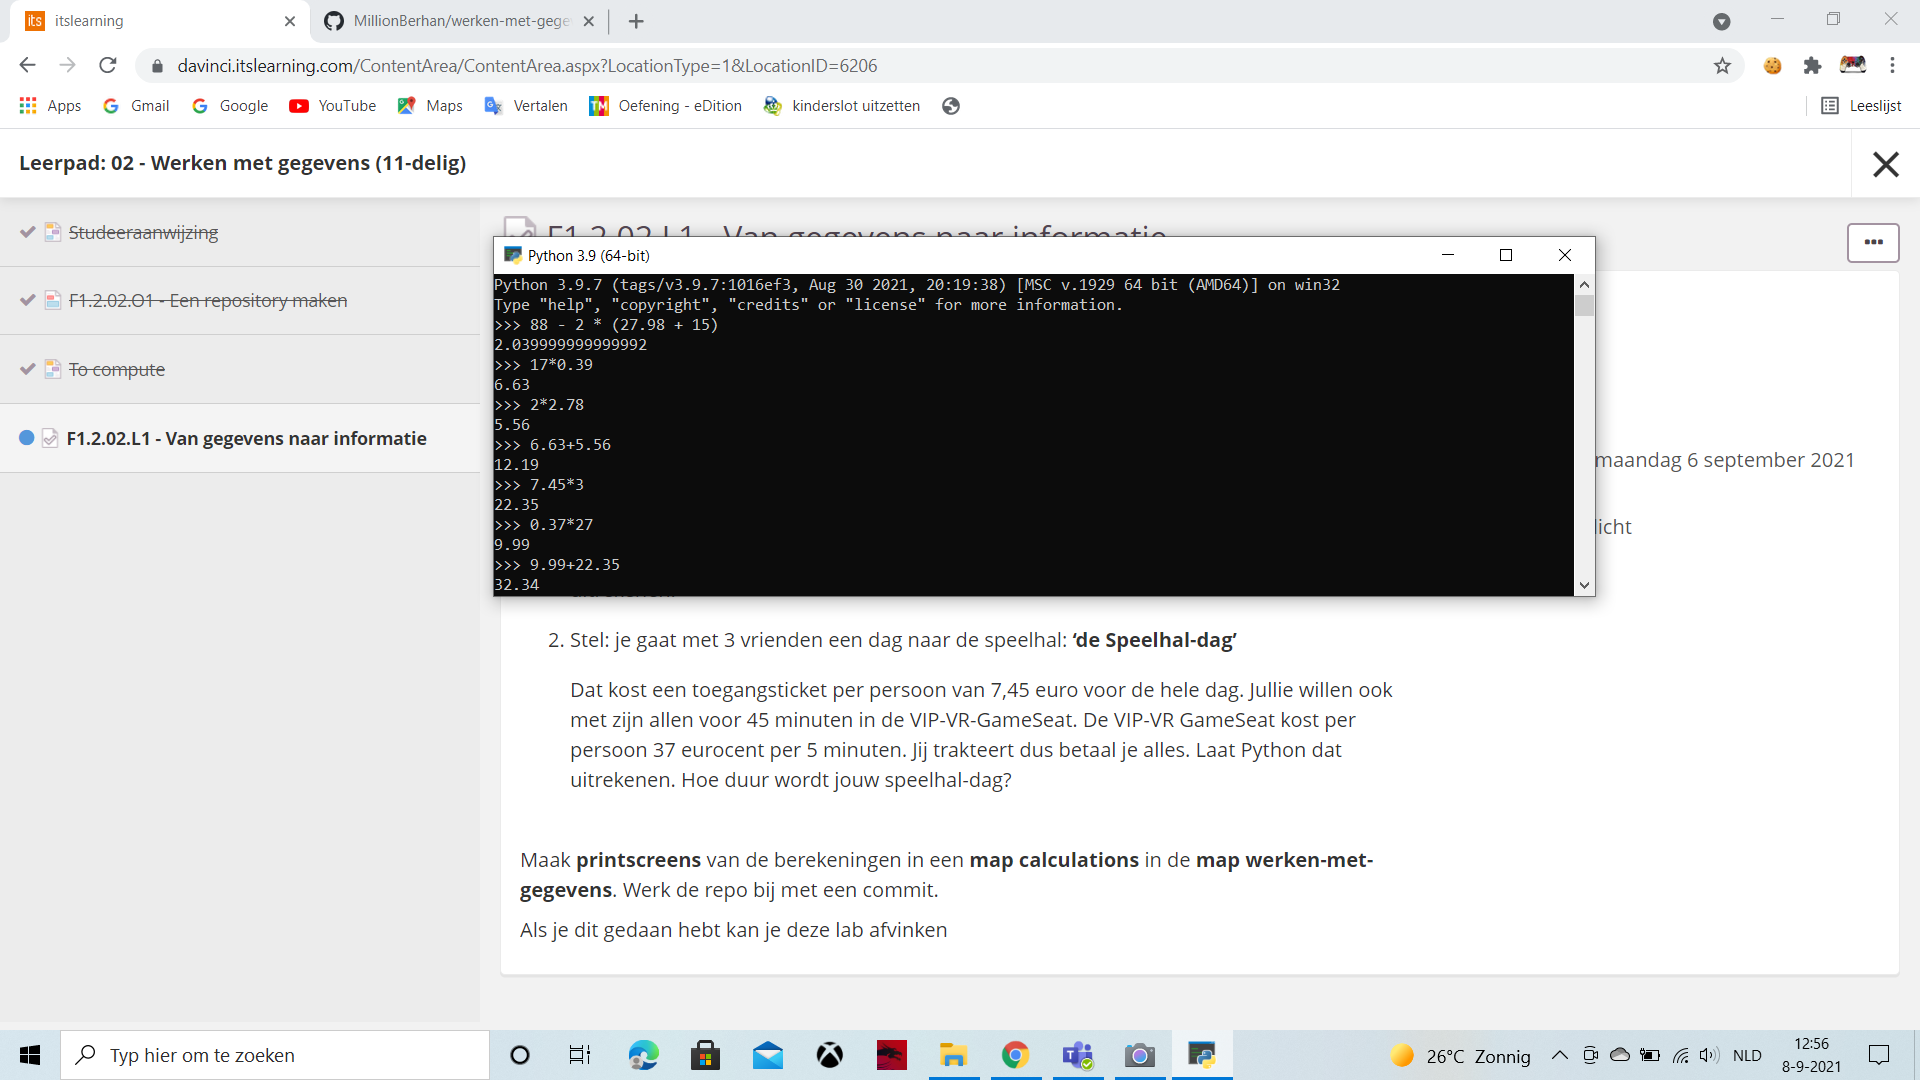 itslearning
MillionBerhan/werken-met-gege
davinci.itslearning.com/ContentArea/ContentArea.aspx?LocationType=1&LocationID=6206
Apps
Gmail
Google
YouTube
Maps
Vertalen
Oefening - eDition
kinderslot uitzetten
Leeslijst
Leerpad: 02 - Werken met gegevens (11-delig)
Studeeraanwijzing
F1.2.02.O1 - Een repository maken
To compute
F1.2.02.L1 - Van gegevens naar informatie
F1.2.02.L1 - Van gegevens naar informatie
Python 3.9 (64-bit)
Python 3.9.7 (tags/v3.9.7:1016ef3, Aug 30 2021, 20:19:38) [MSC v.1929 64 bit (AMD64)] on win32
Type "help", "copyright", "credits" or "license" for more information.
>>> 88 - 2 * (27.98 + 15)
2.039999999999992
>>> 17*0.39
6.63
>>> 2*2.78
5.56
>>> 6.63+5.56
12.19
>>> 7.45*3
22.35
>>> 0.37*27
9.99
>>> 9.99+22.35
32.34
maandag 6 september 2021
licht
2. Stel: je gaat met 3 vrienden een dag naar de speelhal: ‘de Speelhal-dag’
Dat kost een toegangsticket per persoon van 7,45 euro voor de hele dag. Jullie willen ook
met zijn allen voor 45 minuten in de VIP-VR-GameSeat. De VIP-VR GameSeat kost per
persoon 37 eurocent per 5 minuten. Jij trakteert dus betaal je alles. Laat Python dat
uitrekenen. Hoe duur wordt jouw speelhal-dag?
Maak printscreens van de berekeningen in een map calculations in de map werken-met-
gegevens. Werk de repo bij met een commit.
Als je dit gedaan hebt kan je deze lab afvinken
Typ hier om te zoeken
26°C Zonnig
NLD
12:56
8-9-2021